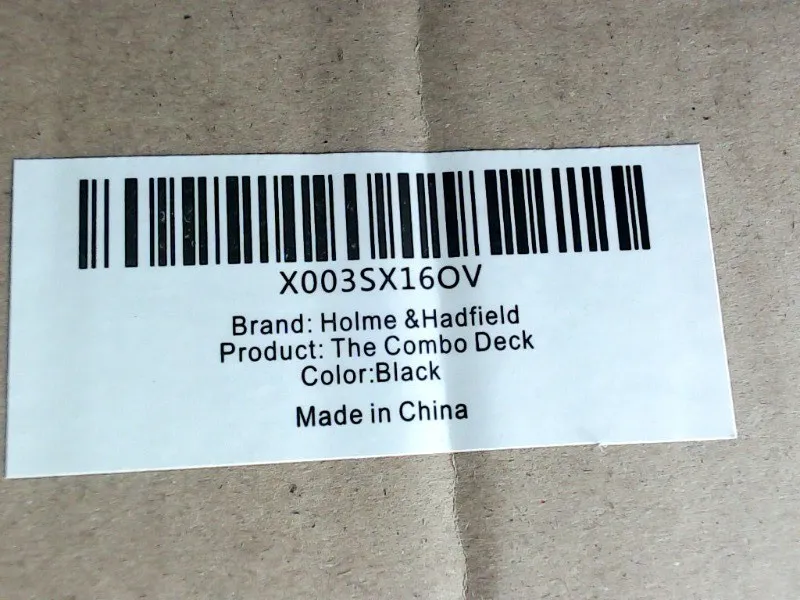 X003SX16OV
Brand: Holme &Hadfield
Product: The Combo Deck
Color:Black
Made in China